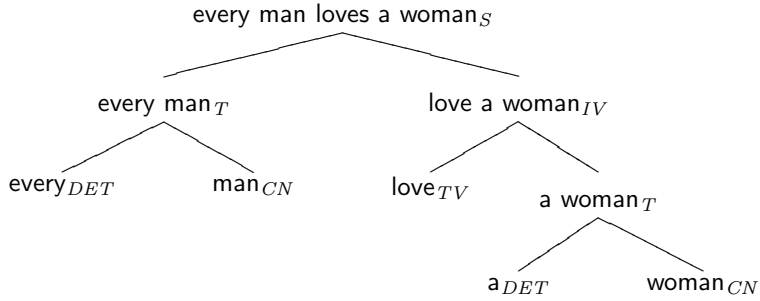 every man loves a woman_S
every man_T love a woman_IV
every_DET man_CN love_TV a woman_T
a_DET woman_CN